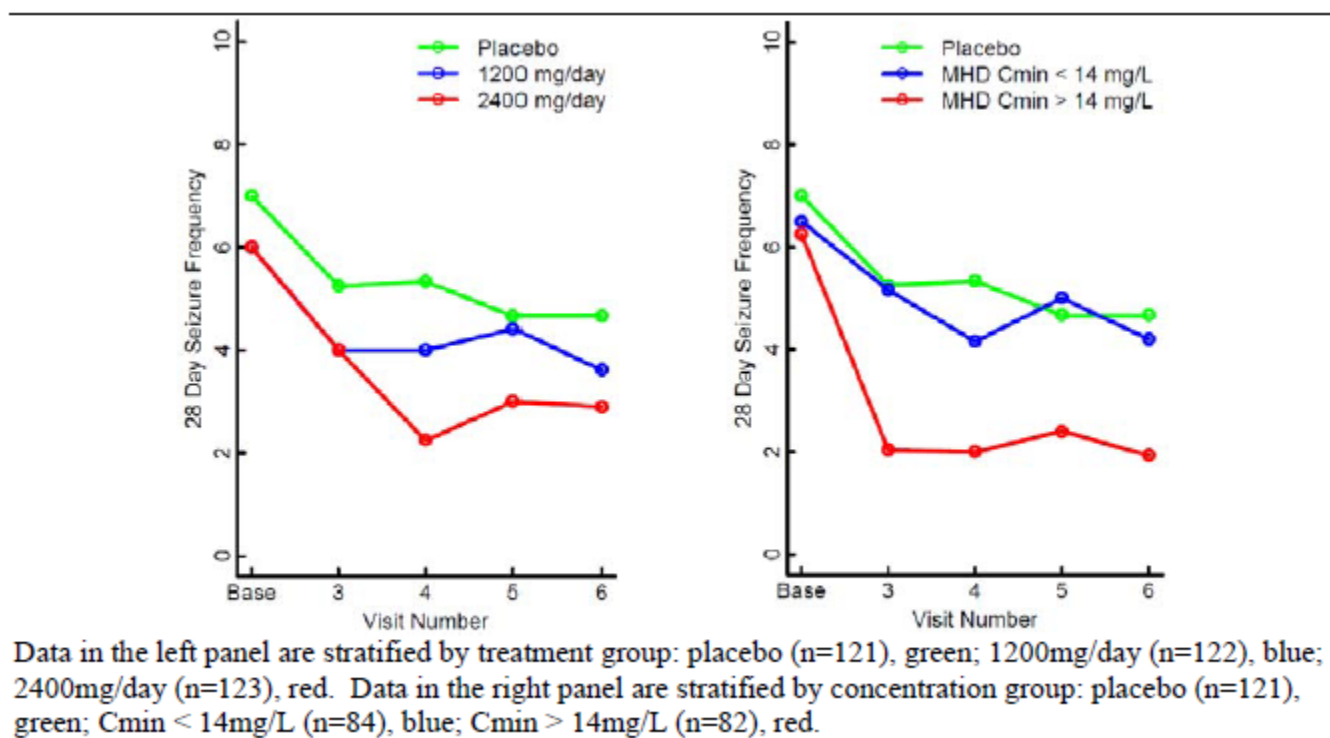 10
8
6
4
2
0
28 Day Seizure Frequency
Placebo
1200 mg/day
2400 mg/day
Base 3 4 5 6
Visit Number
10
8
6
4
2
0
28 Day Seizure Frequency
Placebo
MHD Cmin < 14 mg/L
MHD Cmin > 14 mg/L
Base 3 4 5 6
Visit Number
Data in the left panel are stratified by treatment group: placebo (n=121), green; 1200mg/day (n=122), blue;
2400mg/day (n=123), red. Data in the right panel are stratified by concentration group: placebo (n=121),
green; Cmin < 14mg/L (n=84), blue; Cmin > 14mg/L (n=82), red.